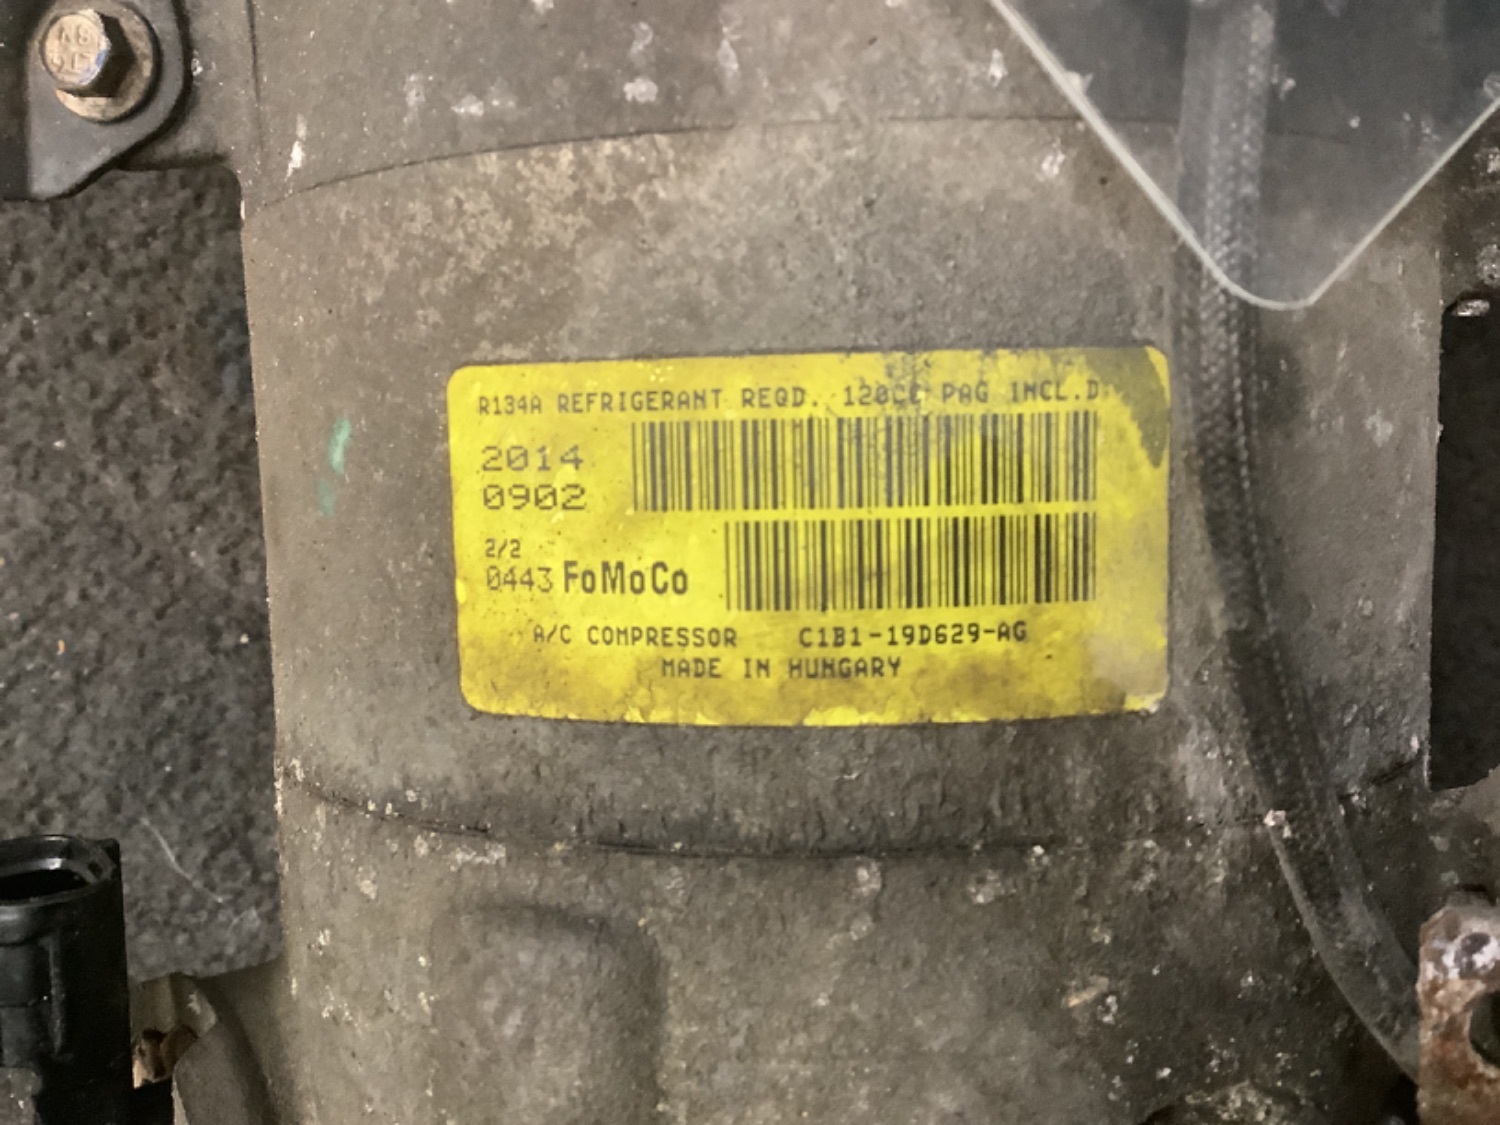 R134A REFRIGERANT REQD. 120CC PAG INCL.D
2014
0902
2/2
0443 FoMoCo
A/C COMPRESSOR C1B1-19D629-AG
MADE IN HUNGARY